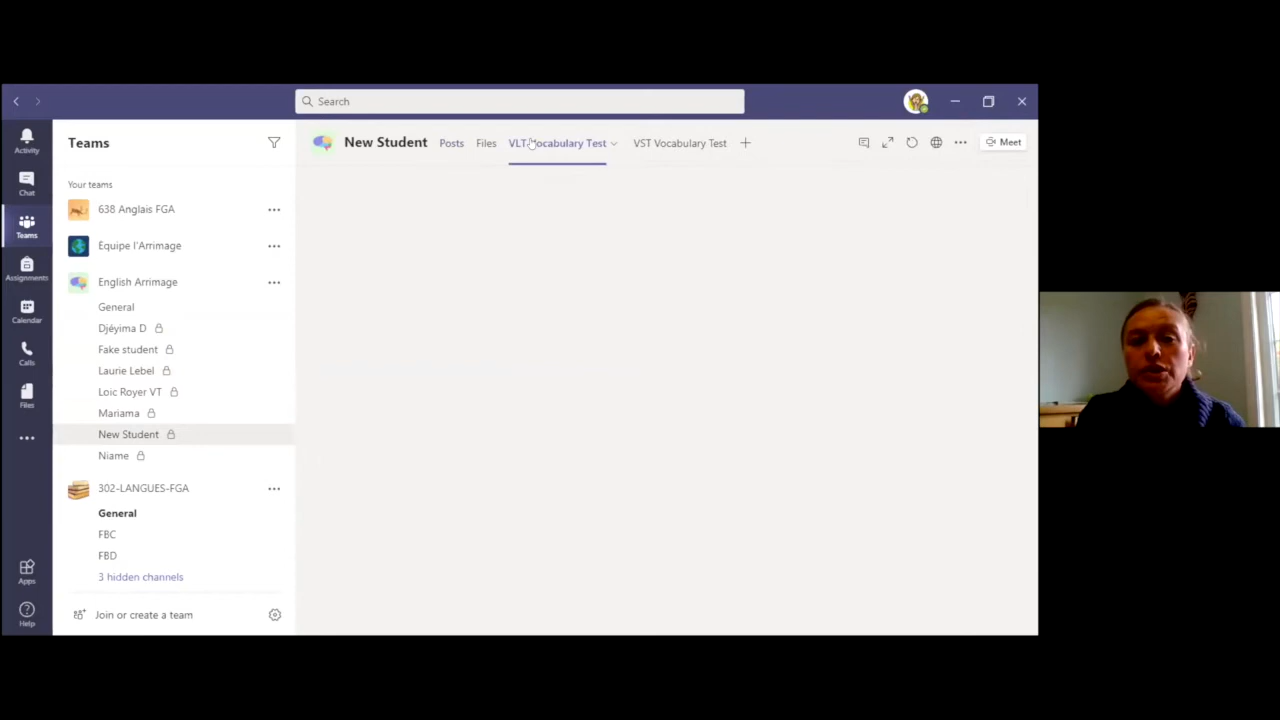 Search
Activity
Chat
Teams
Assignments
Calendar
Calls
Files
Apps
Help
Teams
Your teams
638 Anglais FGA
Équipe l'Arrimage
English Arrimage
General
Djéyima D
Fake student
Laurie Lebel
Loic Royer VT
Mariama
New Student
Niame
302-LANGUES-FGA
General
FBC
FBD
3 hidden channels
Join or create a team
New Student Posts Files VLT Vocabulary Test VST Vocabulary Test
Meet